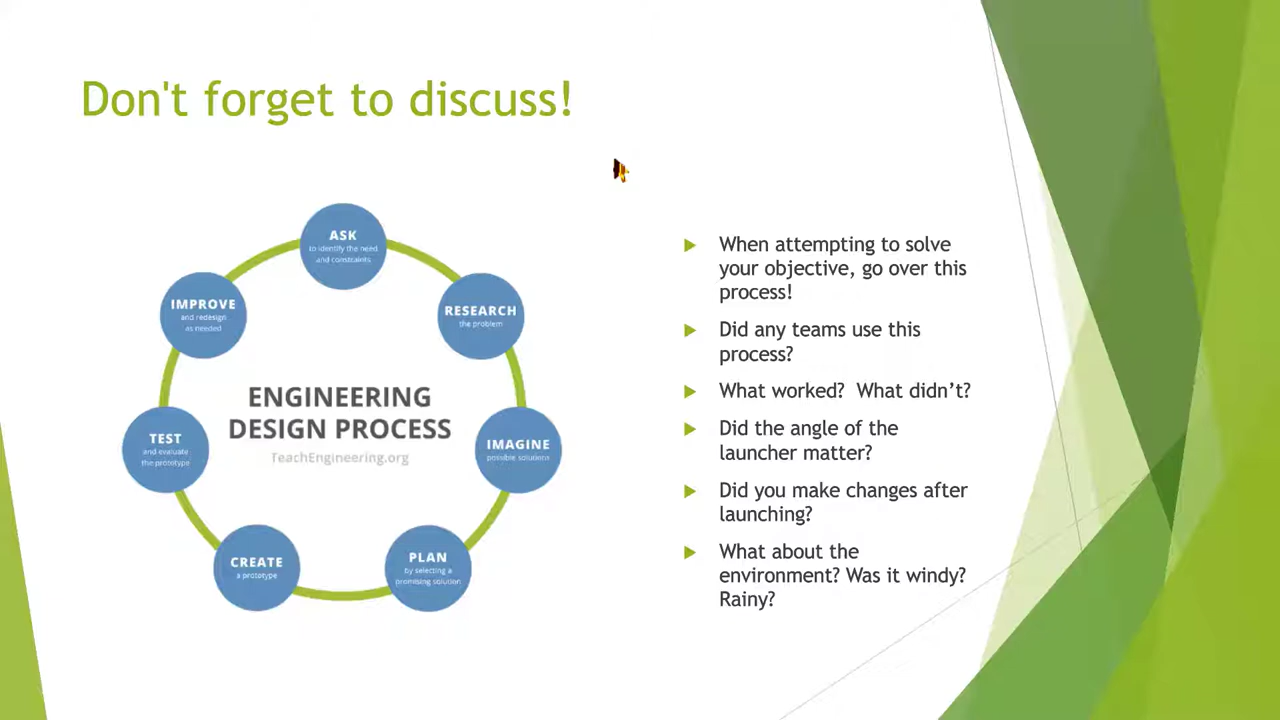 Don't forget to discuss!
ASK
to identify the need
and constraints
RESEARCH
the problem
IMAGINE
possible solutions
PLAN
by selecting a
promising solution
CREATE
a prototype
TEST
and evaluate
the prototype
IMPROVE
and redesign
as needed
ENGINEERING
DESIGN PROCESS
TeachEngineering.org
When attempting to solve
your objective, go over this
process!
Did any teams use this
process?
What worked?  What didn’t?
Did the angle of the
launcher matter?
Did you make changes after
launching?
What about the
environment? Was it windy?
Rainy?